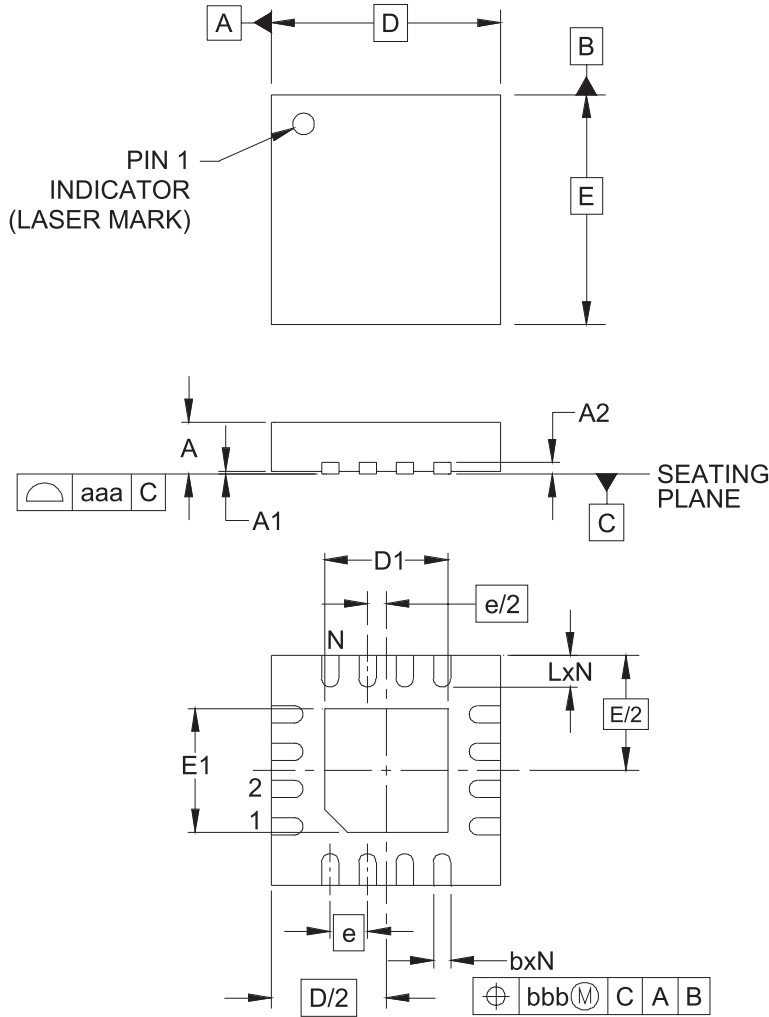 A
D
B
PIN 1
INDICATOR
(LASER MARK)
E
A2
A
aaa C
SEATING
PLANE
A1
C
D1
e/2
N
LxN
E/2
E1
2
1
e
bxN
D/2
bbb Ⓜ C A B